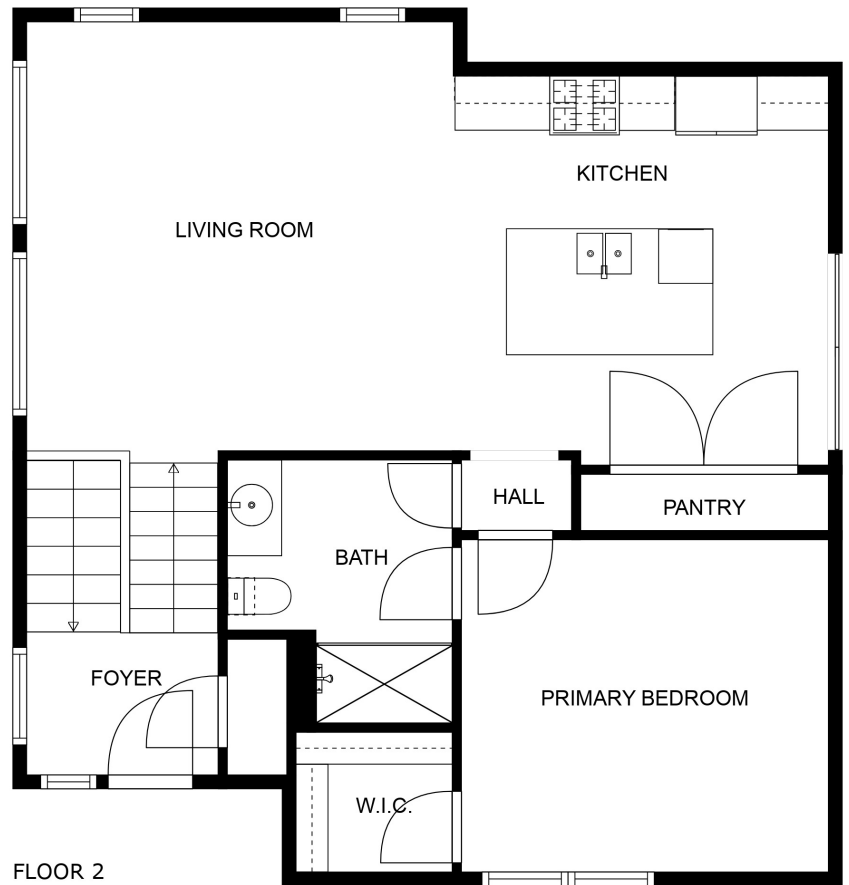 KITCHEN
LIVING ROOM
HALL
PANTRY
BATH
FOYER
PRIMARY BEDROOM
W.I.C.
FLOOR 2